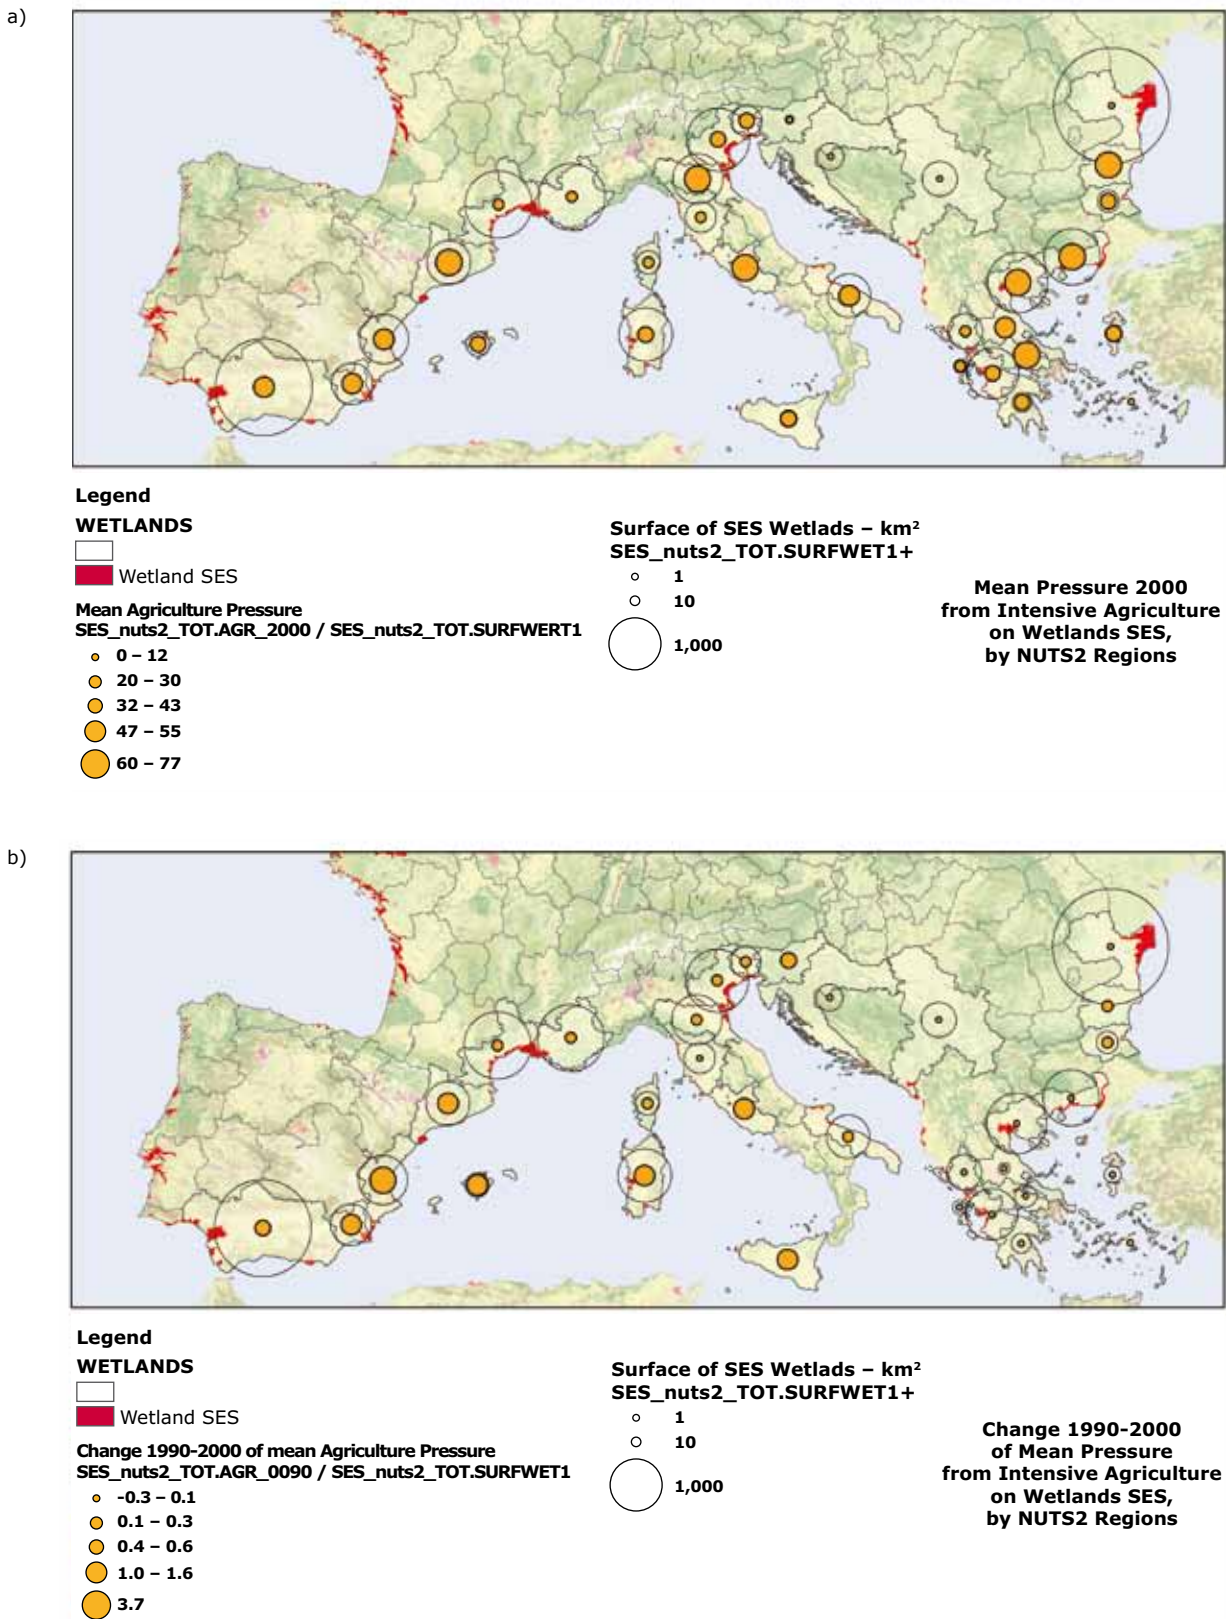 a)
Legend
WETLANDS
Wetland SES
Mean Agriculture Pressure
SES_nuts2_TOT.AGR_2000 / SES_nuts2_TOT.SURFWERT1
0 – 12
20 – 30
32 – 43
47 – 55
60 – 77
Surface of SES Wetlads – km²
SES_nuts2_TOT.SURFWET1+
1
10
1,000
Mean Pressure 2000
from Intensive Agriculture
on Wetlands SES,
by NUTS2 Regions
b)
Legend
WETLANDS
Wetland SES
Change 1990-2000 of mean Agriculture Pressure
SES_nuts2_TOT.AGR_0090 / SES_nuts2_TOT.SURFWET1
-0.3 – 0.1
0.1 – 0.3
0.4 – 0.6
1.0 – 1.6
3.7
Surface of SES Wetlads – km²
SES_nuts2_TOT.SURFWET1+
1
10
1,000
Change 1990-2000
of Mean Pressure
from Intensive Agriculture
on Wetlands SES,
by NUTS2 Regions